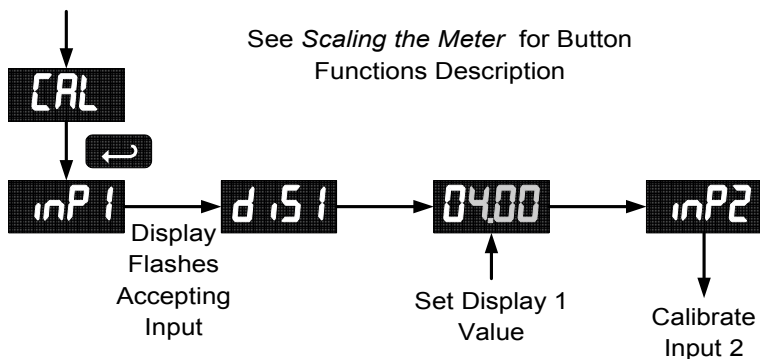 See Scaling the Meter for Button
Functions Description
CAL
inP1
diS1
04.00
inP2
Display
Flashes
Accepting
Input
Set Display 1
Value
Calibrate
Input 2